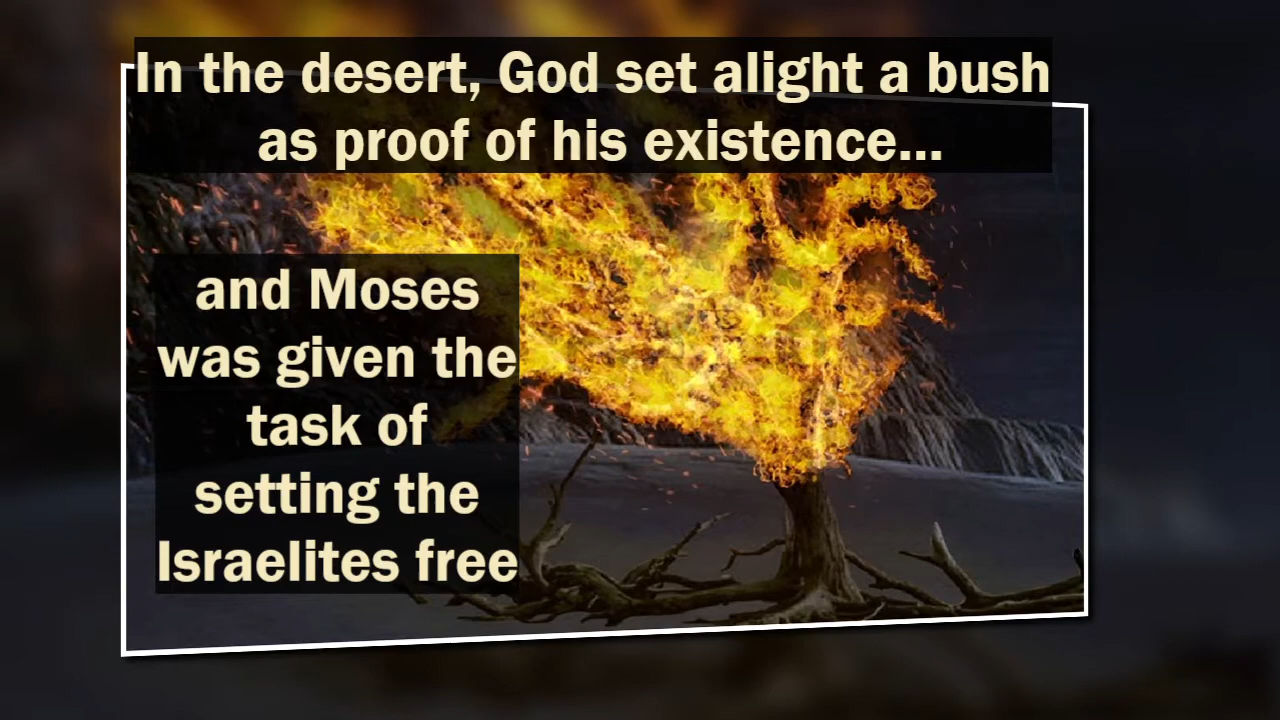 In the desert, God set alight a bush
as proof of his existence...
and Moses
was given the
task of
setting the
Israelites free